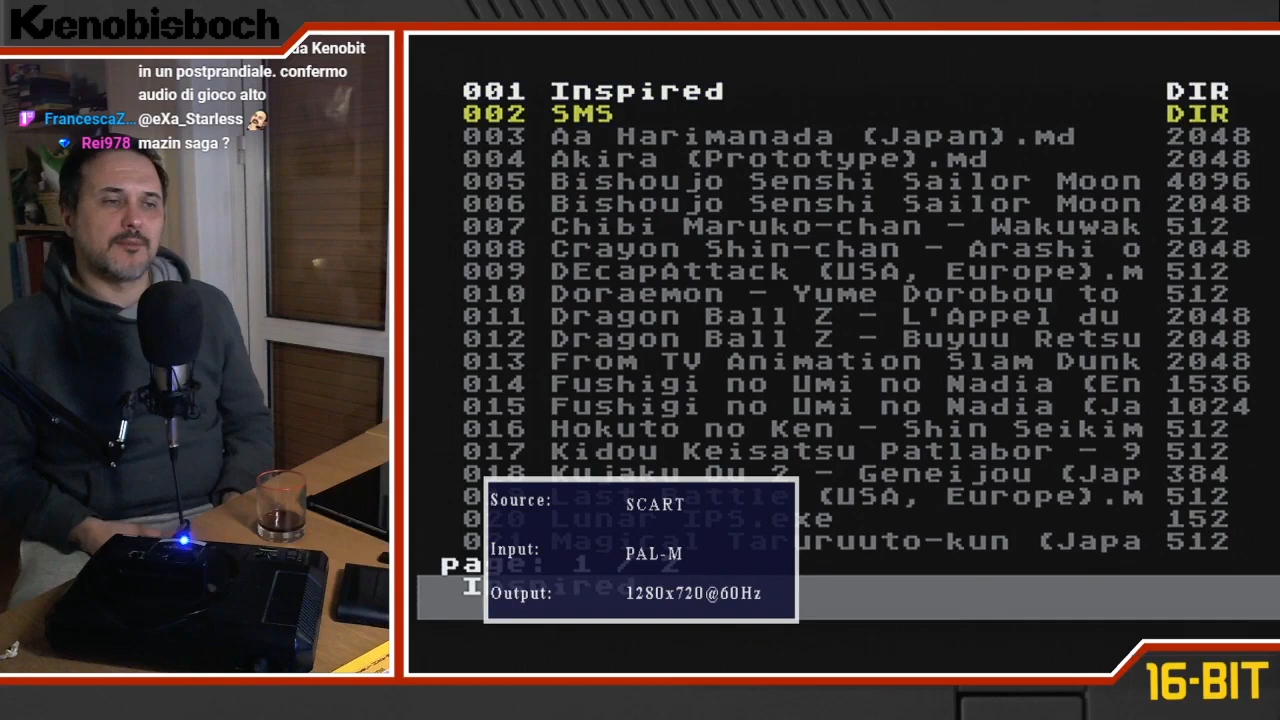 Kenobisboch
da Kenobit
in un postprandiale. confermo
audio di gioco alto
FrancescaZ... @eXa_Starless
Rei978 mazin saga ?
001 Inspired DIR
002 SMS DIR
003 Aa Harimanada (Japan).md 2048
004 Akira (Prototype).md 2048
005 Bishoujo Senshi Sailor Moon 4096
006 Bishoujo Senshi Sailor Moon 2048
007 Chibi Maruko-chan - Wakuwak 512
008 Crayon Shin-chan - Arashi o 2048
009 DEcapAttack (USA, Europe).m 512
010 Doraemon - Yume Dorobou to 512
011 Dragon Ball Z - L'Appel du 2048
012 Dragon Ball Z - Buyuu Retsu 2048
013 From TV Animation Slam Dunk 2048
014 Fushigi no Umi no Nadia (En 1536
015 Fushigi no Umi no Nadia (Ja 1024
016 Hokuto no Ken - Shin Seikim 512
017 Kidou Keisatsu Patlabor - 9 512
018 Kujaku Ou 2 - Geneijou (Jap 384
Last Battle (USA, Europe).m 512
020 Lunar IPS.exe 152
021 Magical Taruruuto-kun (Japa 512
page: 1 / 2
Inspired
Source: SCART
Input: PAL-M
Output: 1280x720@60Hz
16-BIT